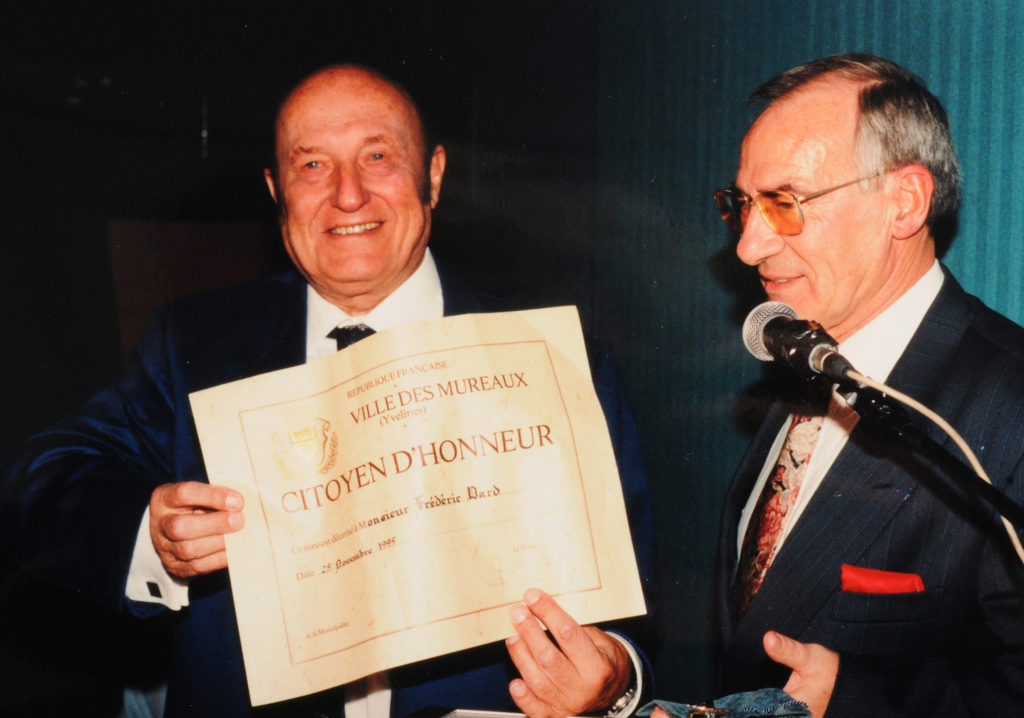 REPUBLIQUE FRANÇAISE
VILLE DES MUREAUX
(Yvelines)
CITOYEN D'HONNEUR
Ce titre est décerné à Monsieur Frédéric Dard
Date 25 Novembre 1995
Le Maire
et la Municipalité